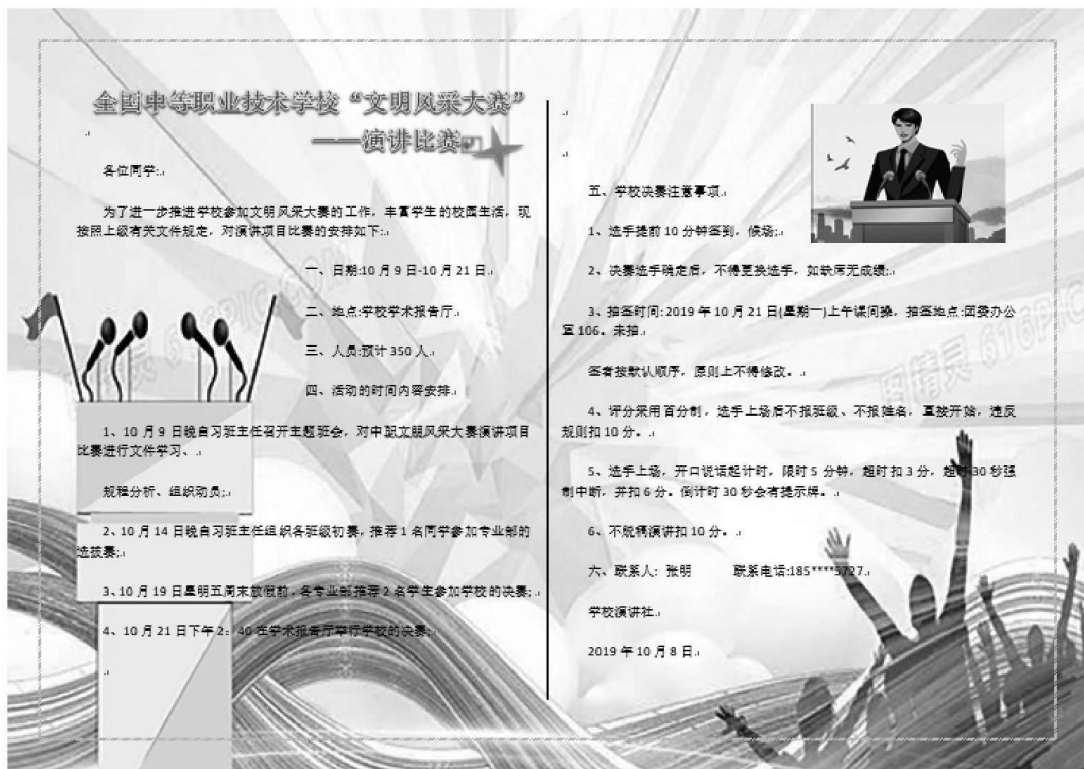 全国中等职业技术学校“文明风采大赛”
——演讲比赛
各位同学:
为了进一步推进学校参加文明风采大赛的工作，丰富学生的校园生活，现
按照上级有关文件规定，对演讲项目比赛的安排如下:
一、日期:10月9日-10月21日
二、地点:学校学术报告厅
三、人员:预计350人
四、活动的时间内容安排
1、10月9日晚自习班主任召开主题班会，对中职文明风采大赛演讲项目
比赛进行文件学习、
规程分析、组织动员;
2、10月14日晚自习班主任组织各班级初赛，推荐1名同学参加专业部的
选拔赛;
3、10月19日星期五周末放假前，各专业部推荐2名学生参加学校的决赛;
4、10月21日下午2：40在学术报告厅举行学校的决赛;
五、学校决赛注意事项
1、选手提前10分钟签到，候场;
2、决赛选手确定后，不得更换选手，如缺席无成绩;
3、抽签时间:2019年10月21日(星期一)上午课间操，抽签地点:团委办公
室106。未抽
签者按默认顺序，原则上不得修改。
4、评分采用百分制，选手上场后不报班级、不报姓名，直接开始，违反
规则扣10分。
5、选手上场，开口说话起计时，限时5分钟，超时扣3分，超时30秒强
制中断，并扣6分。倒计时30秒会有提示牌。
6、不脱稿演讲扣10分。
六、联系人：张明 联系电话:185****5727
学校演讲社
2019年10月8日
图精灵 616PIC.COM
图精灵 616PIC